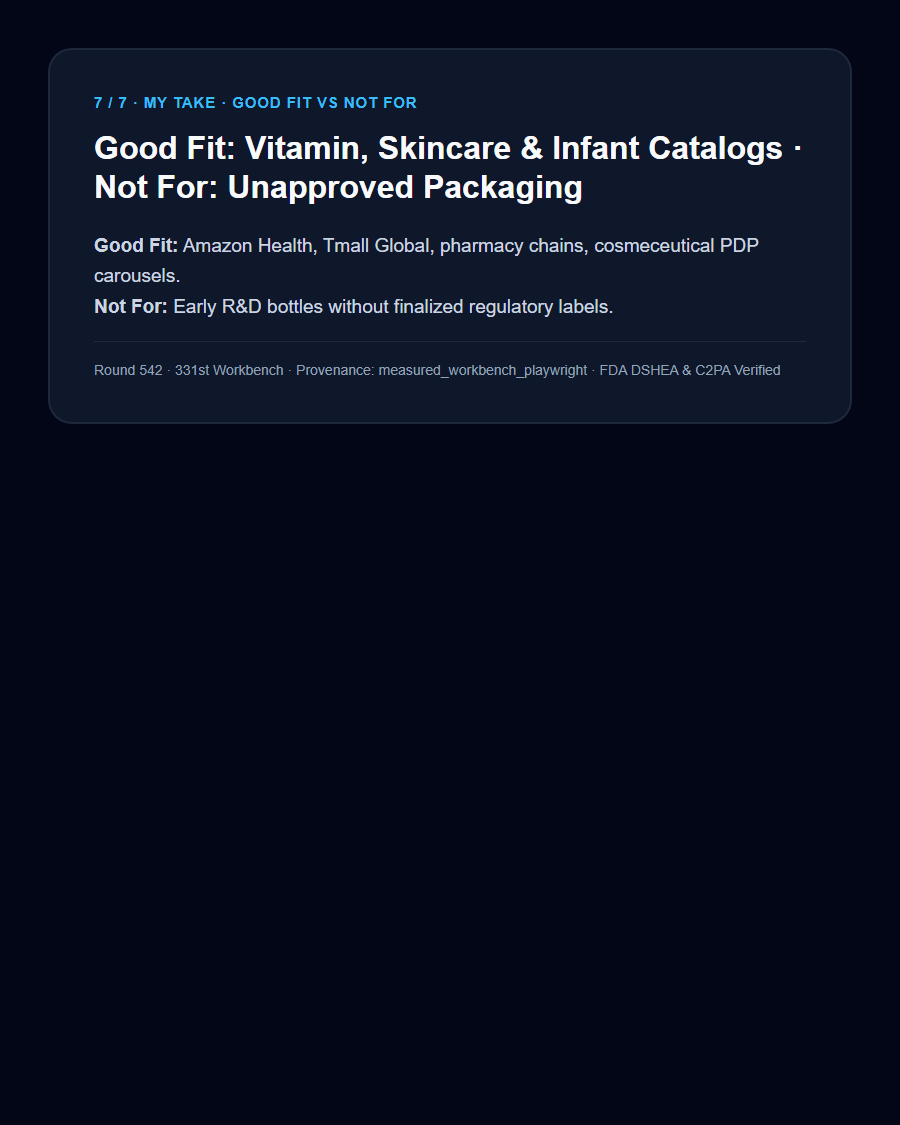 7 / 7 · MY TAKE · GOOD FIT VS NOT FOR
Good Fit: Vitamin, Skincare & Infant Catalogs ·
Not For: Unapproved Packaging
Good Fit: Amazon Health, Tmall Global, pharmacy chains, cosmeceutical PDP
carousels.
Not For: Early R&D bottles without finalized regulatory labels.
Round 542 · 331st Workbench · Provenance: measured_workbench_playwright · FDA DSHEA & C2PA Verified